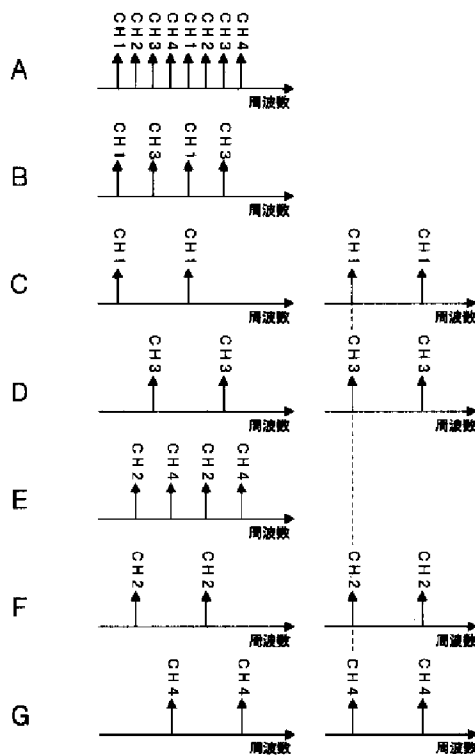 CH1 CH2 CH3 CH4 CH1 CH2 CH3 CH4
A
周波数
CH1 CH3 CH1 CH3
B
周波数
CH1 CH1 CH1 CH1
C
周波数 周波数
CH3 CH3 CH3 CH3
D
周波数 周波数
CH2 CH4 CH2 CH4
E
周波数
CH2 CH2 CH2 CH2
F
周波数 周波数
CH4 CH4 CH4 CH4
G
周波数 周波数